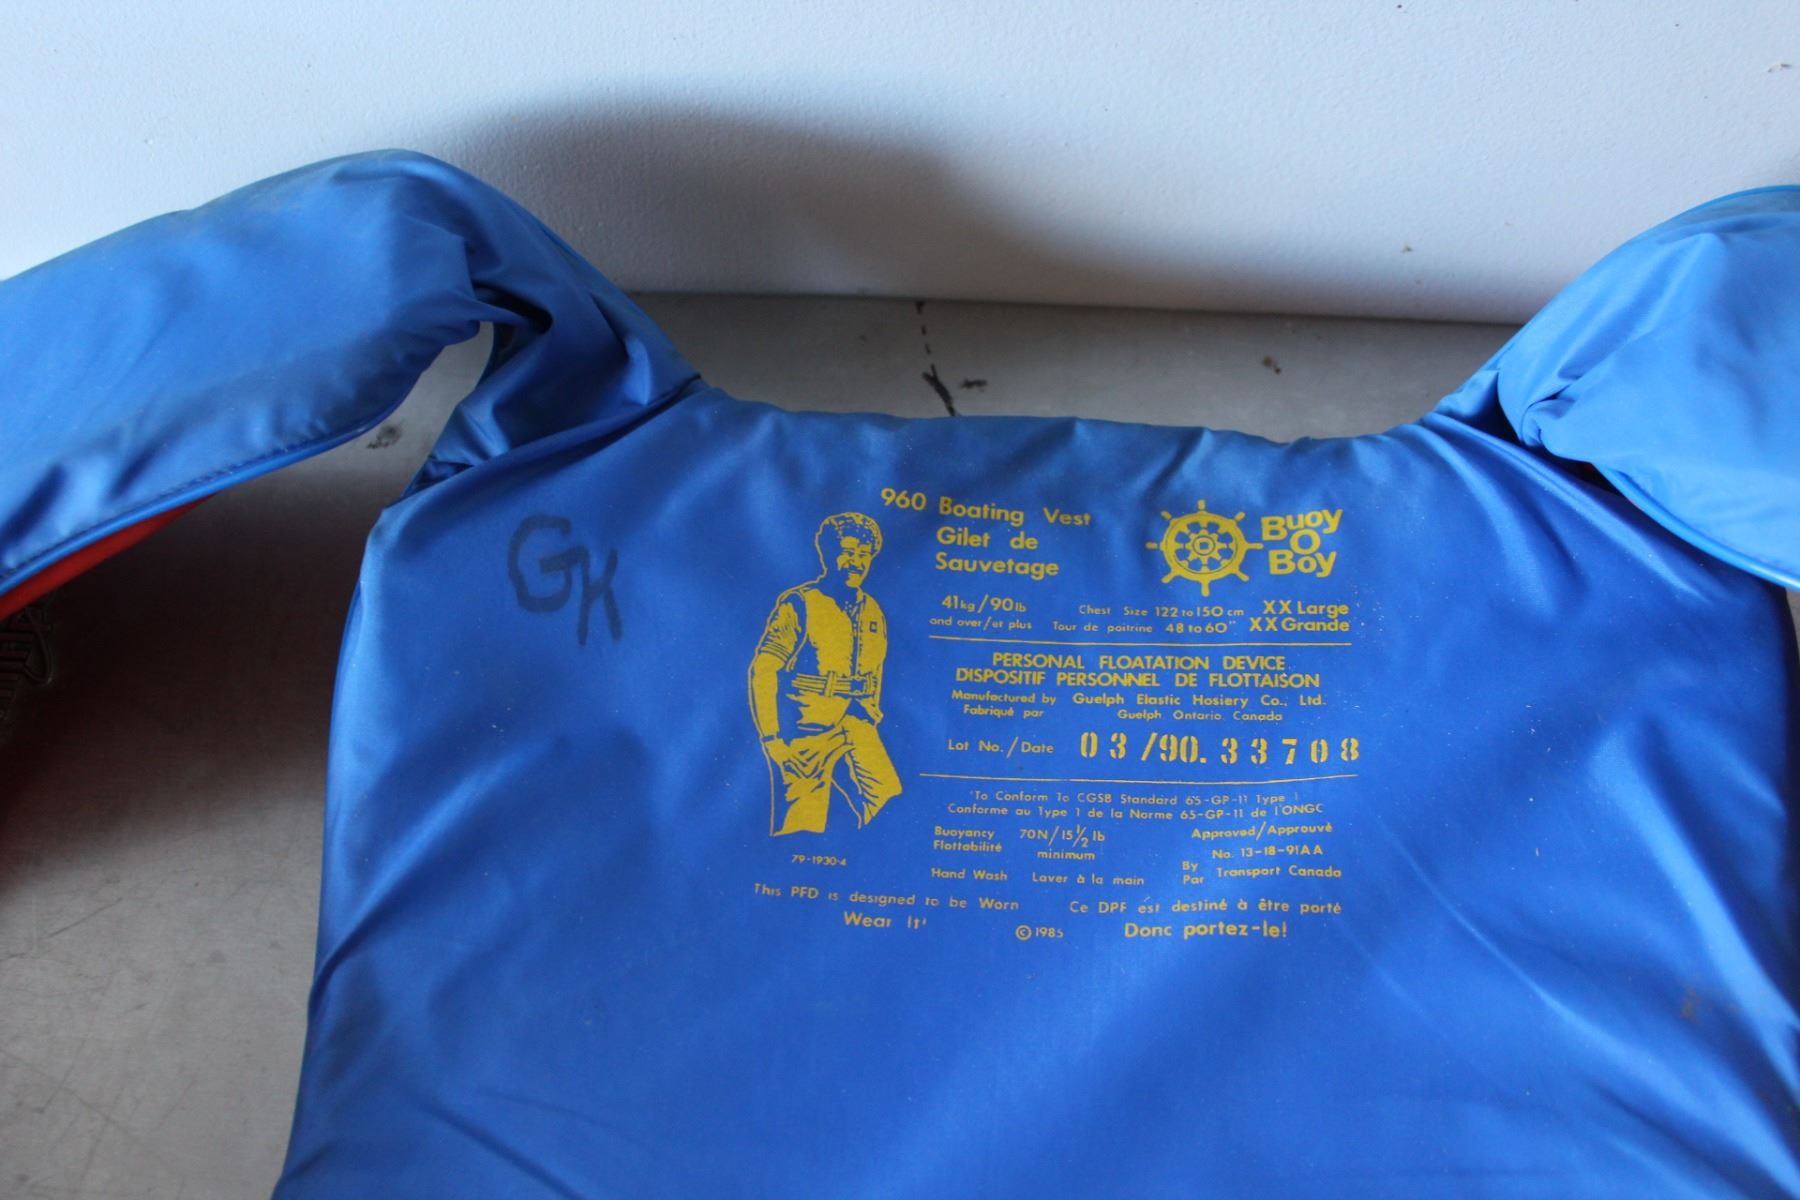 GK
960 Boating Vest
Gilet de
Sauvetage
Buoy
O
Boy
41kg/90lb
and over/et plus
Chest Size 122 to 150 cm XX Large
Tour de poitrine 48 to 60" XX Grande
PERSONAL FLOATATION DEVICE
DISPOSITIF PERSONNEL DE FLOTTAISON
Manufactured by Guelph Elastic Hosiery Co., Ltd.
Fabriqué par Guelph Ontario, Canada
Lot No./Date 03/90.33708
To Conform To CGSB Standard 65-GP-11 Type 1
Conforme au Type 1 de la Norme 65-GP-11 de l'ONGC
Buoyancy 70N/15½ lb
Flottabilité minimum
Approved/Approuvé
No. 13-18-91AA
By
Par Transport Canada
Hand Wash Laver à la main
79-1930-4
This PFD is designed to be Worn
Wear It!
Ce DPF est destiné à être porté
Donc portez-le!
© 1985